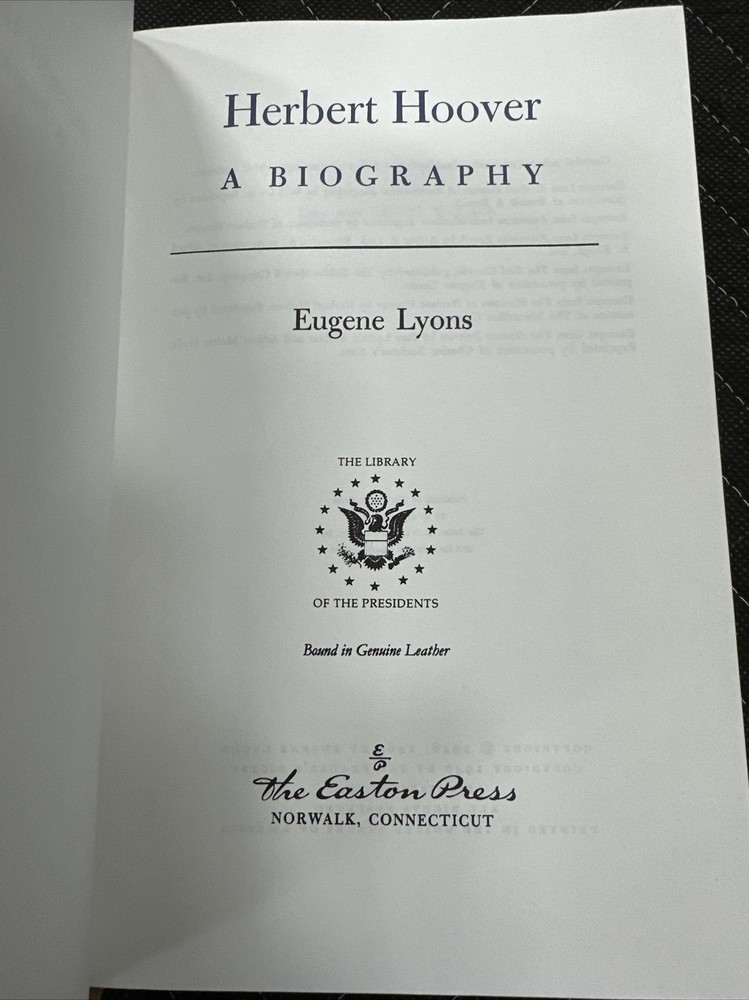 Herbert Hoover
A BIOGRAPHY
Eugene Lyons
THE LIBRARY
OF THE PRESIDENTS
Bound in Genuine Leather
E
P
The Easton Press
NORWALK, CONNECTICUT